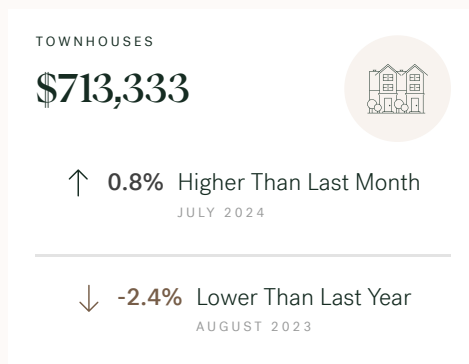 TOWNHOUSES
$713,333
↑ 0.8% Higher Than Last Month
JULY 2024
↓ -2.4% Lower Than Last Year
AUGUST 2023